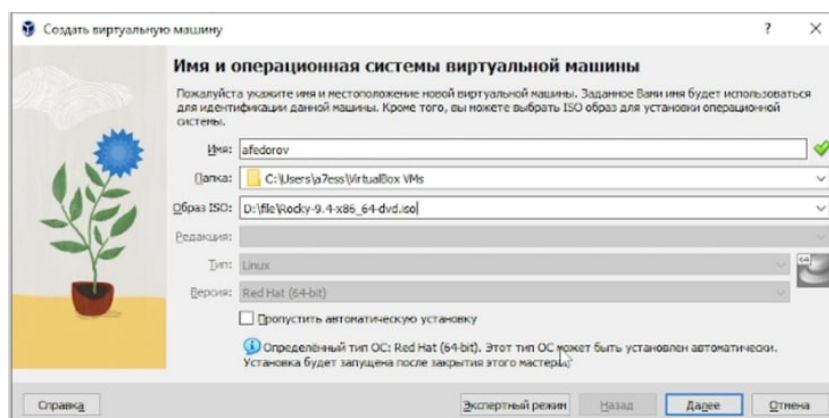 Создать виртуальную машину
Имя и операционная системы виртуальной машины
Пожалуйста укажите имя и местоположение новой виртуальной машины. Заданное Вами имя будет использоваться
для идентификации данной машины. Кроме того, вы можете выбрать ISO образ для установки операционной
системы.
Имя: afedorov
Папка: C:\Users\a7ess\VirtualBox VMs
Образ ISO: D:\file\Rocky-9.4-x86_64-dvd.iso
Редакция:
Тип: Linux
64
Версия: Red Hat (64-bit)
Пропустить автоматическую установку
Определённый тип ОС: Red Hat (64-bit). Этот тип ОС может быть установлен автоматически.
Установка будет запущена после закрытия этого мастера.
Справка Экспертный режим Назад Далее Отмена